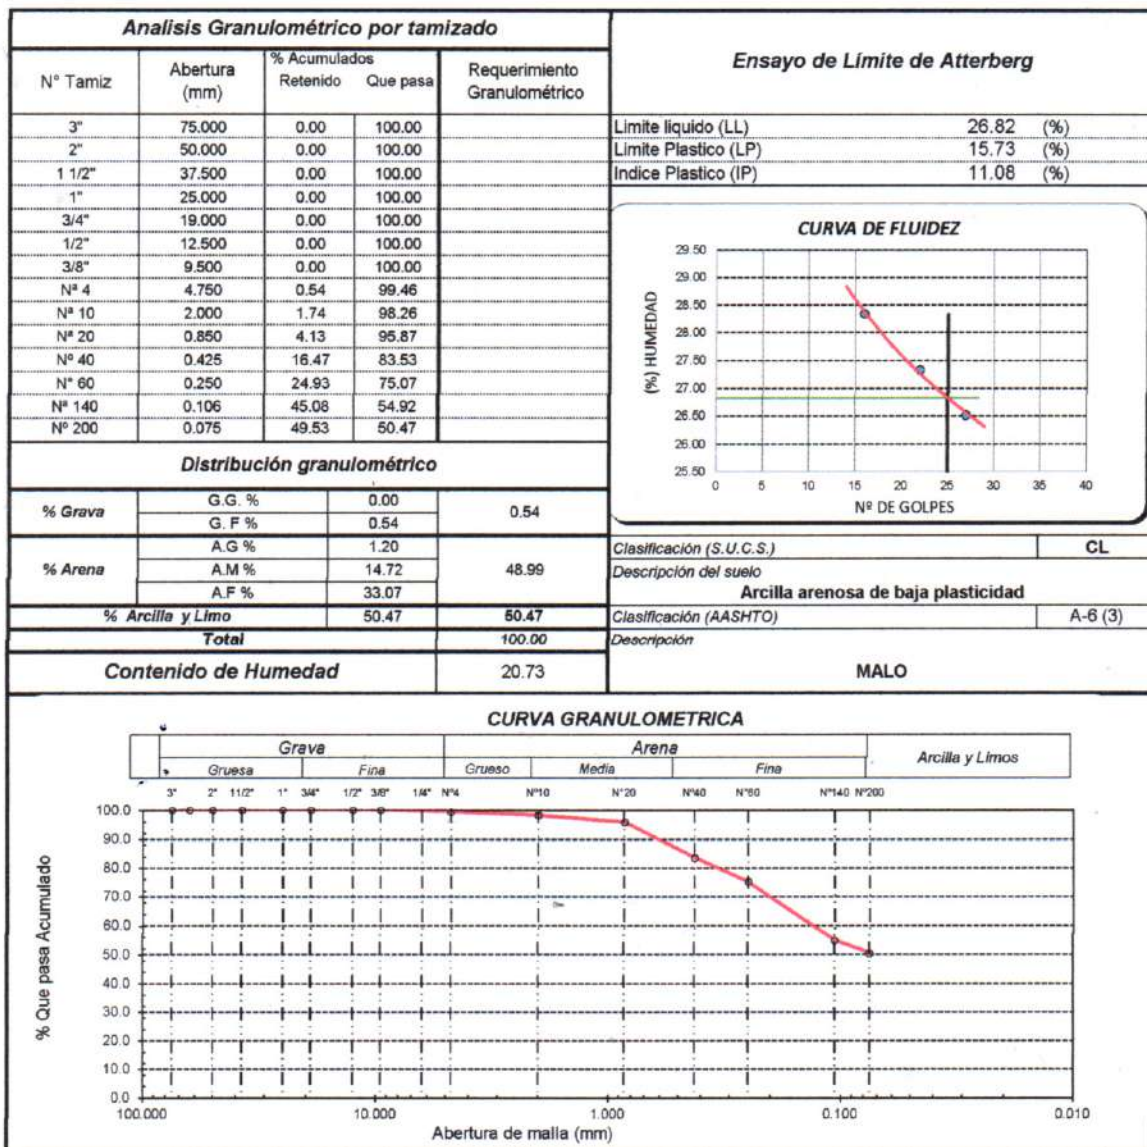 Analisis Granulométrico por tamizado
N° Tamiz Abertura (mm) % Acumulados Retenido Que pasa Requerimiento Granulométrico
3" 75.000 0.00 100.00
2" 50.000 0.00 100.00
1 1/2" 37.500 0.00 100.00
1" 25.000 0.00 100.00
3/4" 19.000 0.00 100.00
1/2" 12.500 0.00 100.00
3/8" 9.500 0.00 100.00
Nª 4 4.750 0.54 99.46
Nª 10 2.000 1.74 98.26
Nª 20 0.850 4.13 95.87
Nº 40 0.425 16.47 83.53
N° 60 0.250 24.93 75.07
Nª 140 0.106 45.08 54.92
Nº 200 0.075 49.53 50.47
Distribución granulométrico
% Grava G.G. % 0.00 0.54
G. F % 0.54
% Arena A.G % 1.20 48.99
A.M % 14.72
A.F % 33.07
% Arcilla y Limo 50.47 50.47
Total 100.00
Contenido de Humedad 20.73
Ensayo de Límite de Atterberg
Limite liquido (LL) 26.82 (%)
Limite Plastico (LP) 15.73 (%)
Indice Plastico (IP) 11.08 (%)
CURVA DE FLUIDEZ
(%) HUMEDAD
29.50
29.00
28.50
28.00
27.50
27.00
26.50
26.00
25.50
0 5 10 15 20 25 30 35 40
Nº DE GOLPES
Clasificación (S.U.C.S.) CL
Descripción del suelo
Arcilla arenosa de baja plasticidad
Clasificación (AASHTO) A-6 (3)
Descripción
MALO
CURVA GRANULOMETRICA
Grava Arena Arcilla y Limos
Gruesa Fina Grueso Media Fina
3" 2" 11/2" 1" 3/4" 1/2" 3/8" 1/4" N°4 N°10 N°20 N°40 N°60 N°140 N°200
% Que pasa Acumulado
100.0
90.0
80.0
70.0
60.0
50.0
40.0
30.0
20.0
10.0
0.0
100.000 10.000 1.000 0.100 0.010
Abertura de malla (mm)